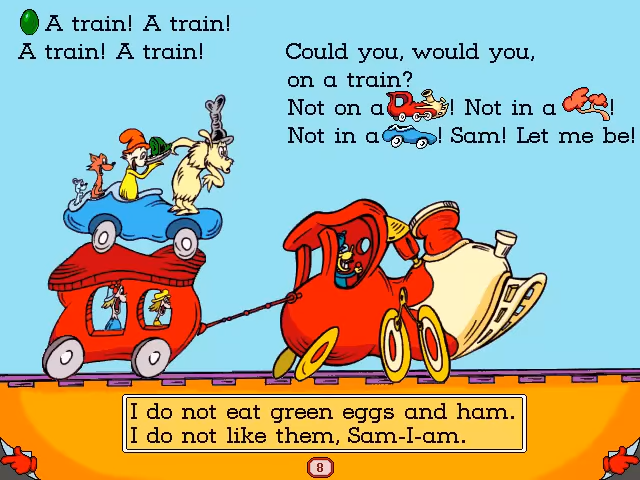 A train! A train!
A train! A train!
Could you, would you,
on a train?
Not on a ! Not in a !
Not in a ! Sam! Let me be!
I do not eat green eggs and ham.
I do not like them, Sam-I-am.
8